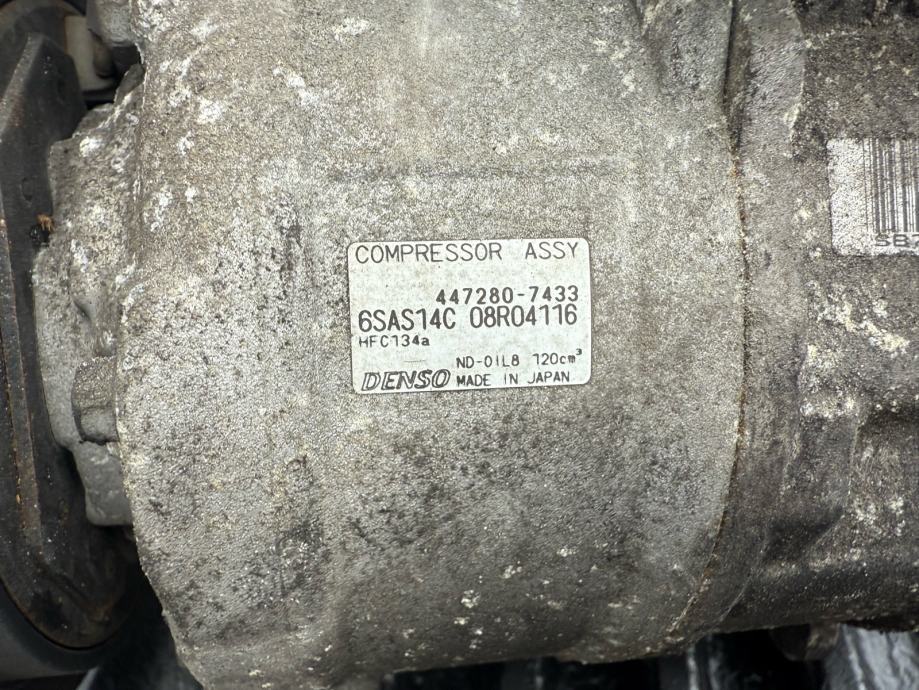 COMPRESSOR ASSY
447280-7433
6SAS14C 08R04116
HFC134a
ND-OIL8 120cm³
DENSO MADE IN JAPAN